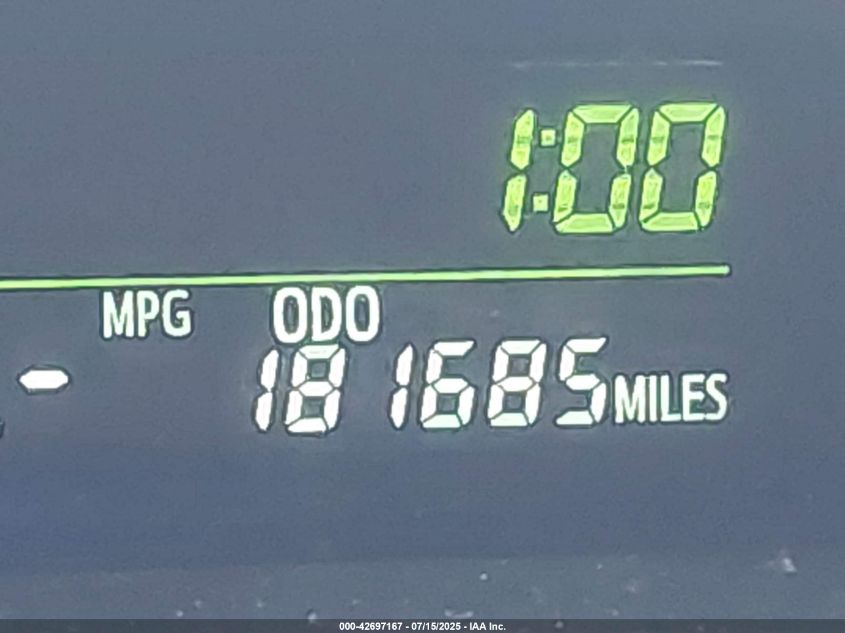 1:00
MPG ODO
- 181685 MILES
000-42697167 - 07/15/2025 - IAA Inc.